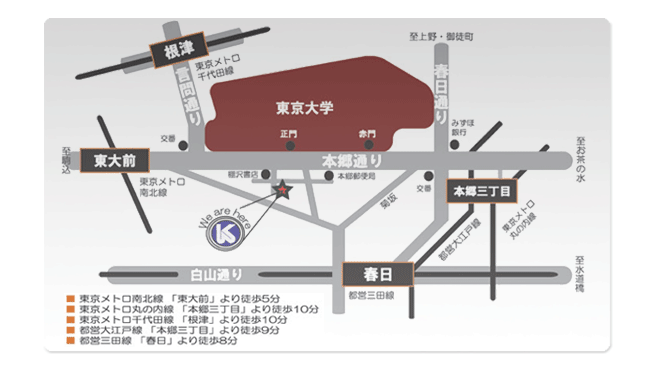 至上野・御徒町
根津
東京メトロ
千代田線
言問通り
春日通り
東京大学
みずほ
銀行
交番
正門
赤門
至駒込
東大前
本郷通り
至お茶の水
東京メトロ
南北線
棚沢書店
本郷郵便局
交番
本郷三丁目
菊坂
We are here
K
都営大江戸線
東京メトロ
丸の内線
白山通り
春日
都営三田線
至水道橋
東京メトロ南北線 「東大前」より徒歩5分
東京メトロ丸の内線 「本郷三丁目」より徒歩10分
東京メトロ千代田線 「根津」より徒歩10分
都営大江戸線 「本郷三丁目」より徒歩9分
都営三田線 「春日」より徒歩8分